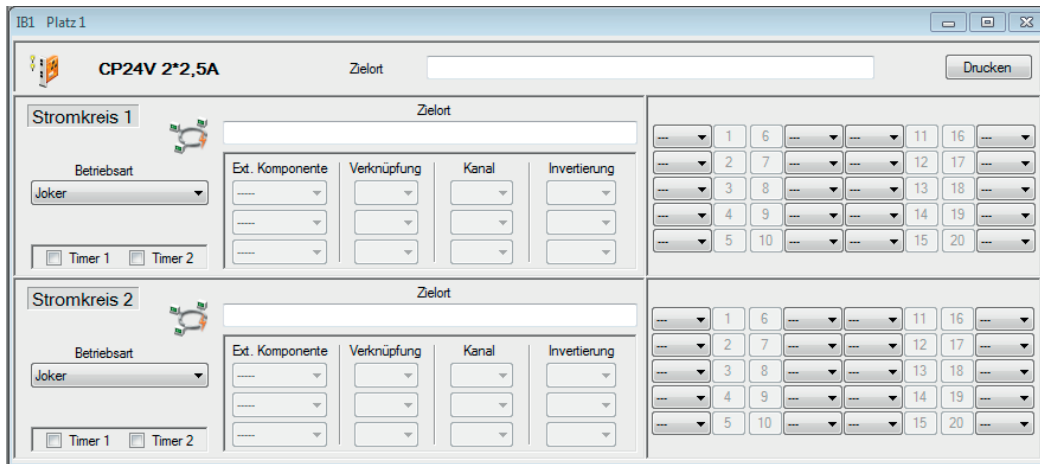 IB1 Platz 1
CP24V 2*2,5A Zielort Drucken
Stromkreis 1 Zielort
Betriebsart Ext. Komponente Verknüpfung Kanal Invertierung
Joker -----
-----
-----
Timer 1 Timer 2
--- 1 6 --- --- 11 16 ---
--- 2 7 --- --- 12 17 ---
--- 3 8 --- --- 13 18 ---
--- 4 9 --- --- 14 19 ---
--- 5 10 --- --- 15 20 ---
Stromkreis 2 Zielort
Betriebsart Ext. Komponente Verknüpfung Kanal Invertierung
Joker -----
-----
-----
Timer 1 Timer 2
--- 1 6 --- --- 11 16 ---
--- 2 7 --- --- 12 17 ---
--- 3 8 --- --- 13 18 ---
--- 4 9 --- --- 14 19 ---
--- 5 10 --- --- 15 20 ---